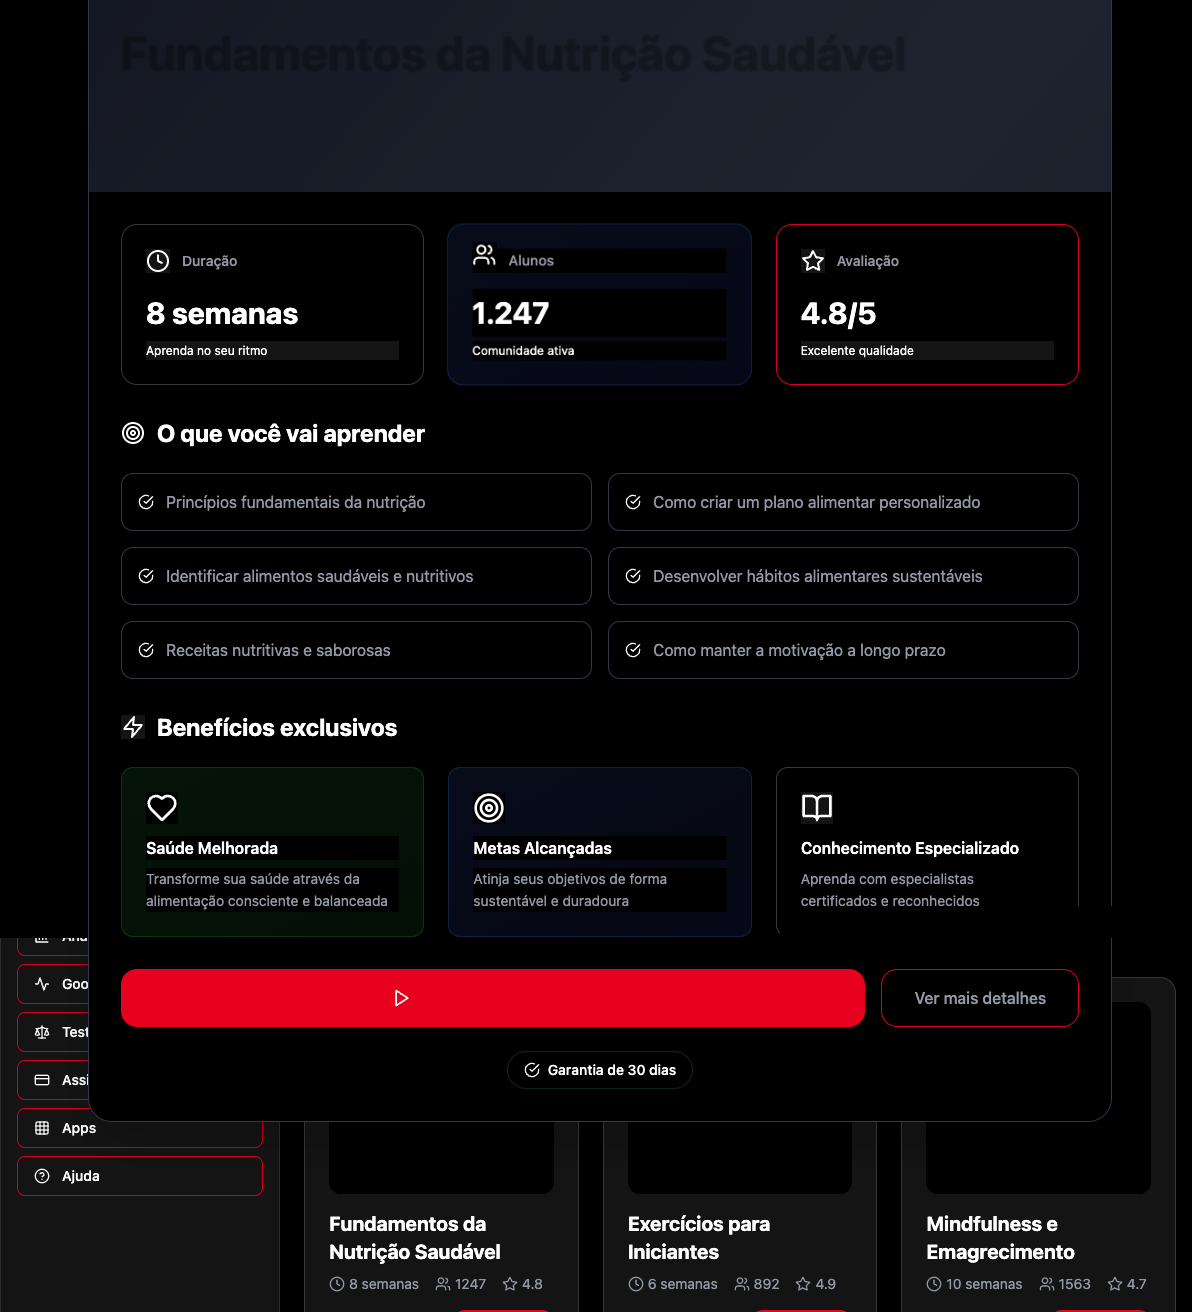 Fundamentos da Nutrição Saudável
Duração
8 semanas
Aprenda no seu ritmo
Alunos
1.247
Comunidade ativa
Avaliação
4.8/5
Excelente qualidade
O que você vai aprender
Princípios fundamentais da nutrição
Como criar um plano alimentar personalizado
Identificar alimentos saudáveis e nutritivos
Desenvolver hábitos alimentares sustentáveis
Receitas nutritivas e saborosas
Como manter a motivação a longo prazo
Benefícios exclusivos
Saúde Melhorada
Transforme sua saúde através da
alimentação consciente e balanceada
Metas Alcançadas
Atinja seus objetivos de forma
sustentável e duradoura
Conhecimento Especializado
Aprenda com especialistas
certificados e reconhecidos
Ver mais detalhes
Garantia de 30 dias
Goo
Test
Assi
Apps
Ajuda
Fundamentos da
Nutrição Saudável
8 semanas 1247 4.8
Exercícios para
Iniciantes
6 semanas 892 4.9
Mindfulness e
Emagrecimento
10 semanas 1563 4.7